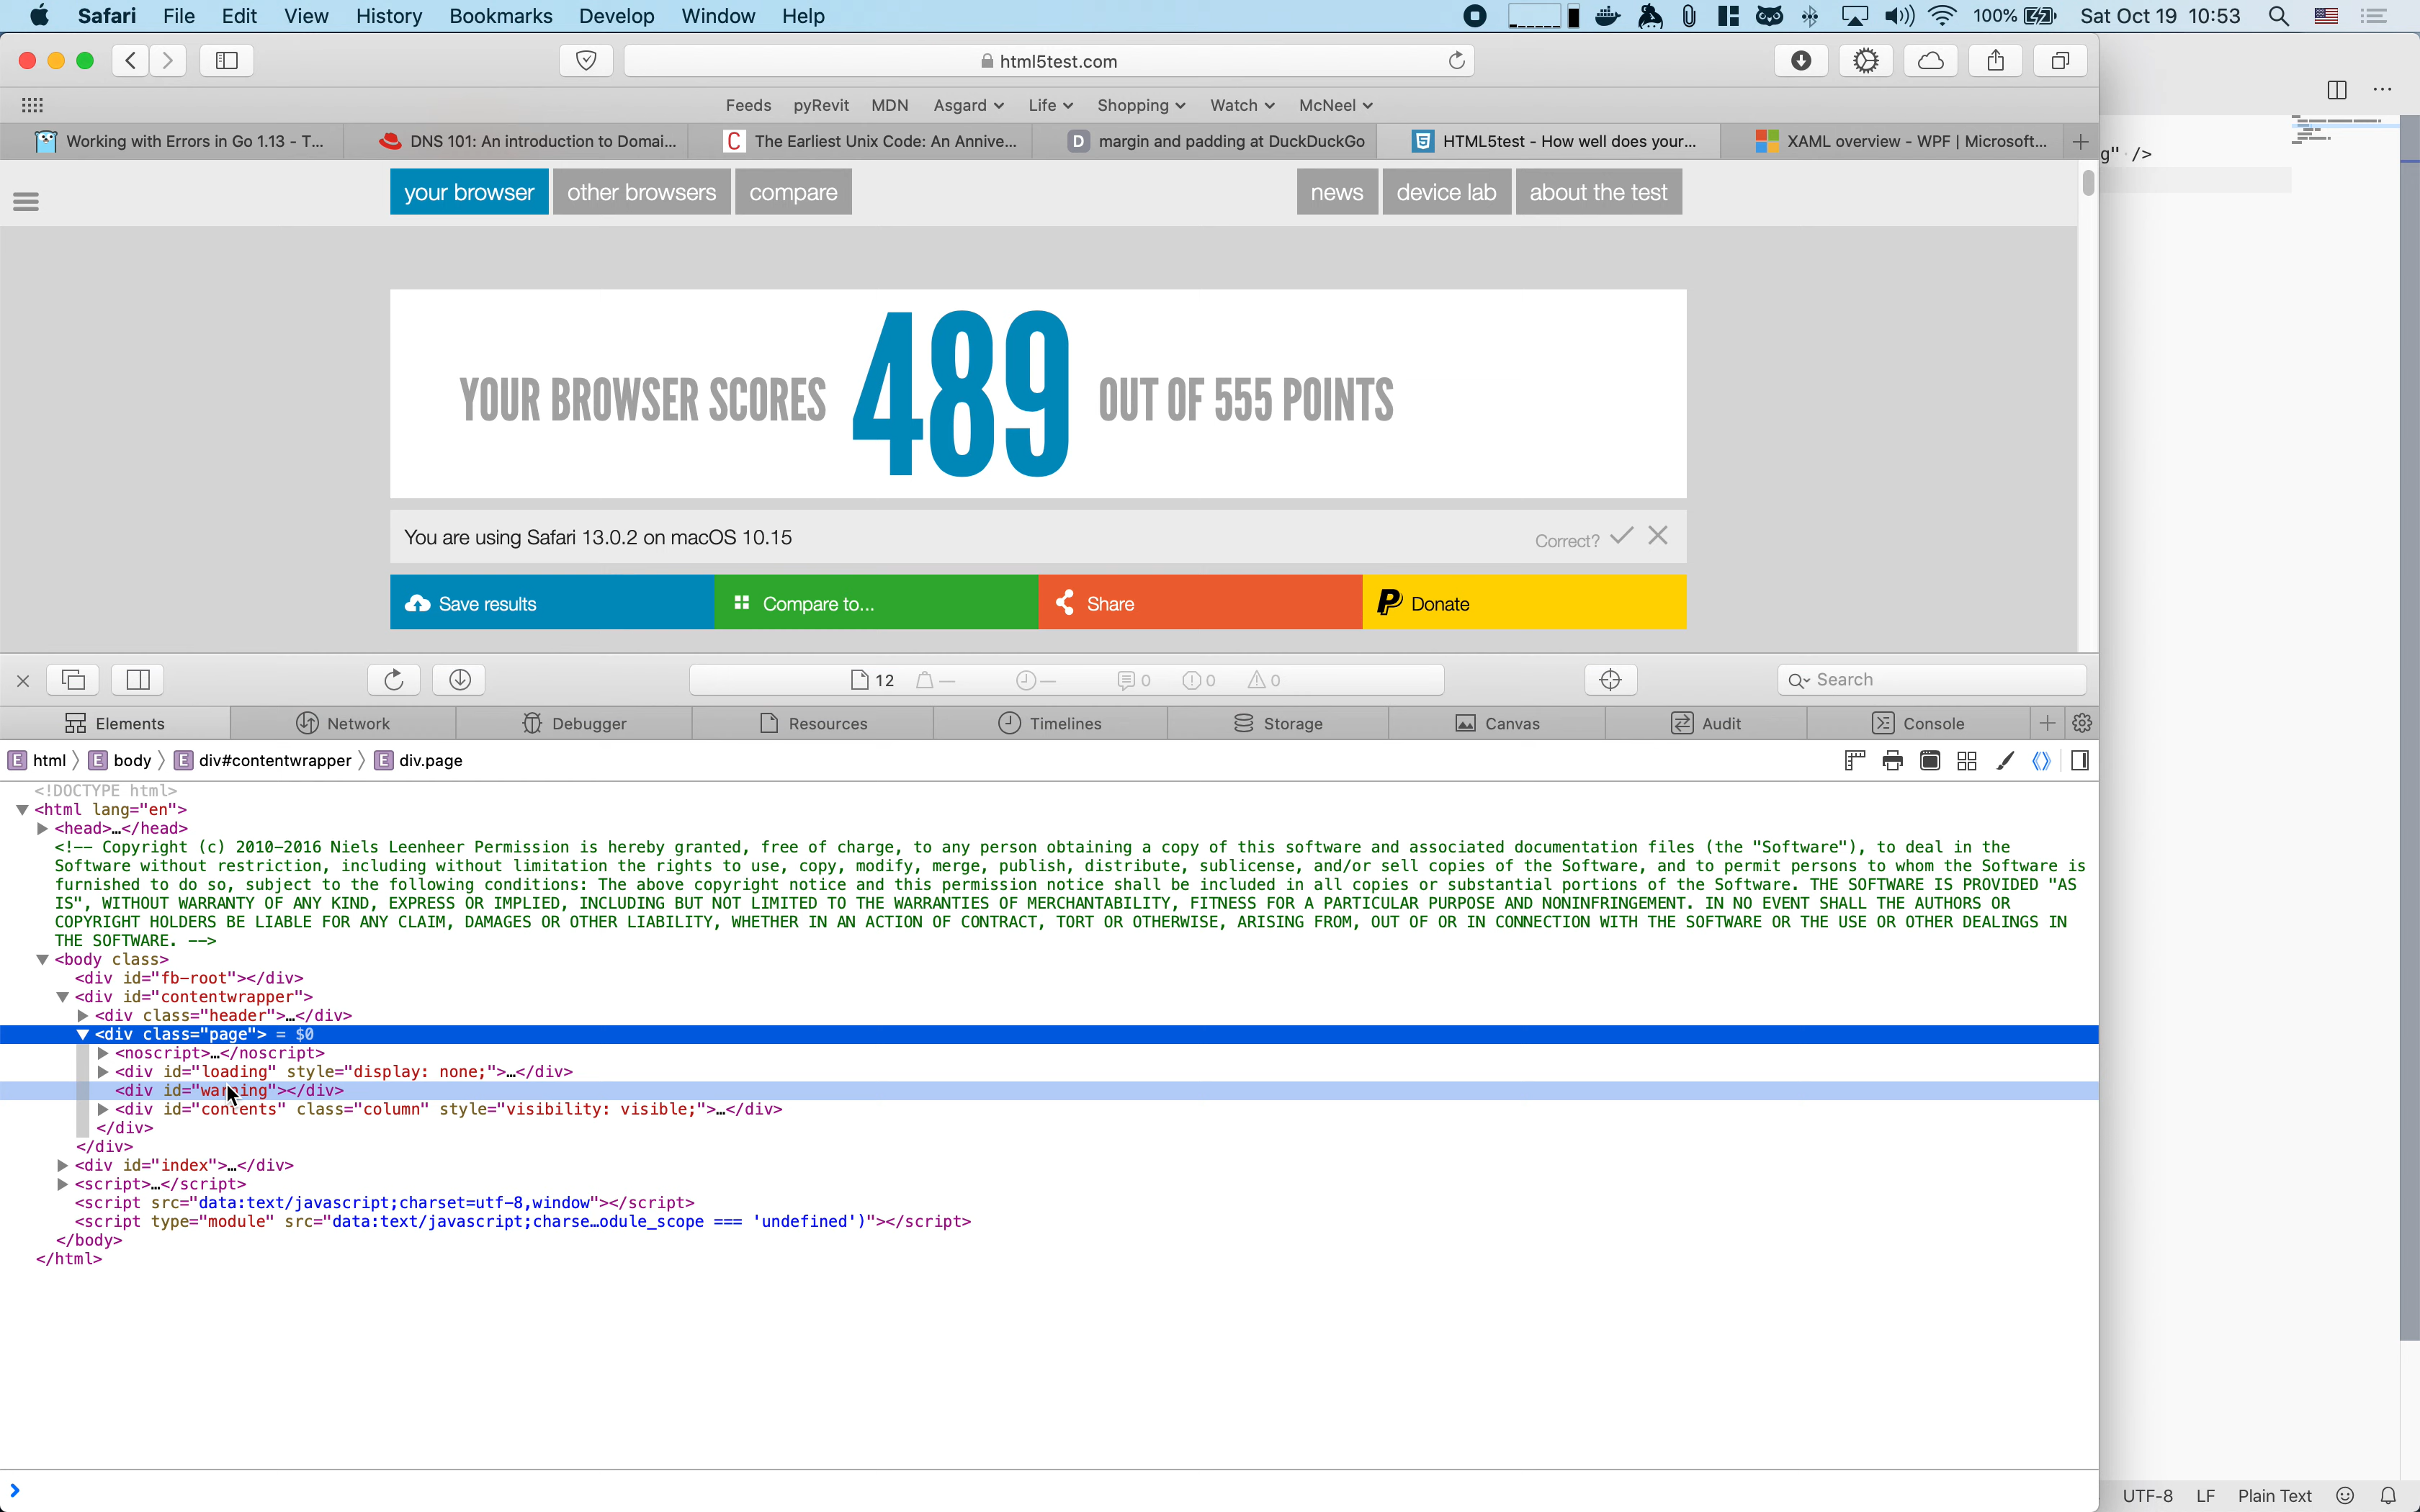 Safari File Edit View History Bookmarks Develop Window Help 100% Sat Oct 19 10:53
html5test.com
Feeds pyRevit MDN Asgard Life Shopping Watch McNeel
Working with Errors in Go 1.13 - T... DNS 101: An introduction to Domai... The Earliest Unix Code: An Annive... margin and padding at DuckDuckGo HTML5test - How well does your... XAML overview - WPF | Microsoft...
g" />
your browser other browsers compare news device lab about the test
YOUR BROWSER SCORES 489 OUT OF 555 POINTS
You are using Safari 13.0.2 on macOS 10.15 Correct?
Save results Compare to... Share Donate
12 — — 0 0 0 Search
Elements Network Debugger Resources Timelines Storage Canvas Audit Console
E html E body E div#contentwrapper E div.page
<!DOCTYPE html>
<html lang="en">
<head>…</head>
<!-- Copyright (c) 2010-2016 Niels Leenheer Permission is hereby granted, free of charge, to any person obtaining a copy of this software and associated documentation files (the "Software"), to deal in the
Software without restriction, including without limitation the rights to use, copy, modify, merge, publish, distribute, sublicense, and/or sell copies of the Software, and to permit persons to whom the Software is
furnished to do so, subject to the following conditions: The above copyright notice and this permission notice shall be included in all copies or substantial portions of the Software. THE SOFTWARE IS PROVIDED "AS
IS", WITHOUT WARRANTY OF ANY KIND, EXPRESS OR IMPLIED, INCLUDING BUT NOT LIMITED TO THE WARRANTIES OF MERCHANTABILITY, FITNESS FOR A PARTICULAR PURPOSE AND NONINFRINGEMENT. IN NO EVENT SHALL THE AUTHORS OR
COPYRIGHT HOLDERS BE LIABLE FOR ANY CLAIM, DAMAGES OR OTHER LIABILITY, WHETHER IN AN ACTION OF CONTRACT, TORT OR OTHERWISE, ARISING FROM, OUT OF OR IN CONNECTION WITH THE SOFTWARE OR THE USE OR OTHER DEALINGS IN
THE SOFTWARE. -->
<body class>
<div id="fb-root"></div>
<div id="contentwrapper">
<div class="header">…</div>
<div class="page"> = $0
<noscript>…</noscript>
<div id="loading" style="display: none;">…</div>
<div id="warning"></div>
<div id="contents" class="column" style="visibility: visible;">…</div>
</div>
</div>
<div id="index">…</div>
<script>…</script>
<script src="data:text/javascript;charset=utf-8,window"></script>
<script type="module" src="data:text/javascript;charse…odule_scope === 'undefined')"></script>
</body>
</html>
UTF-8 LF Plain Text